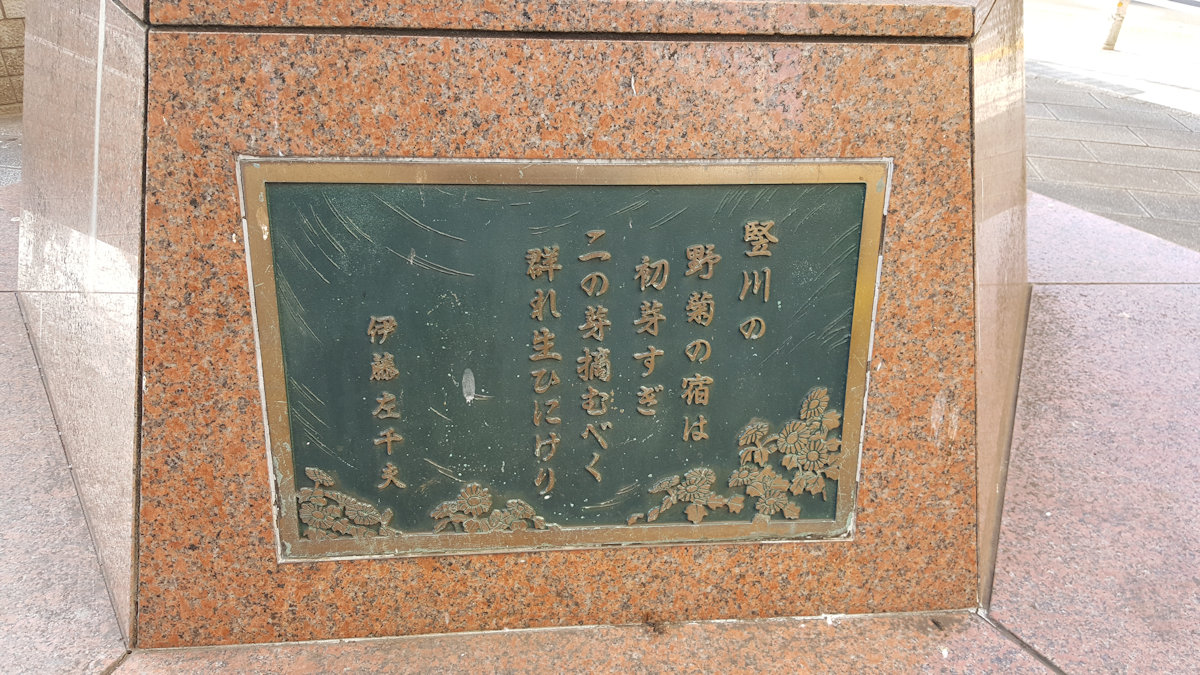 竪川の
野菊の宿は
初芽すぎ
二の芽摘むべく
群れ生ひにけり
伊藤左千夫